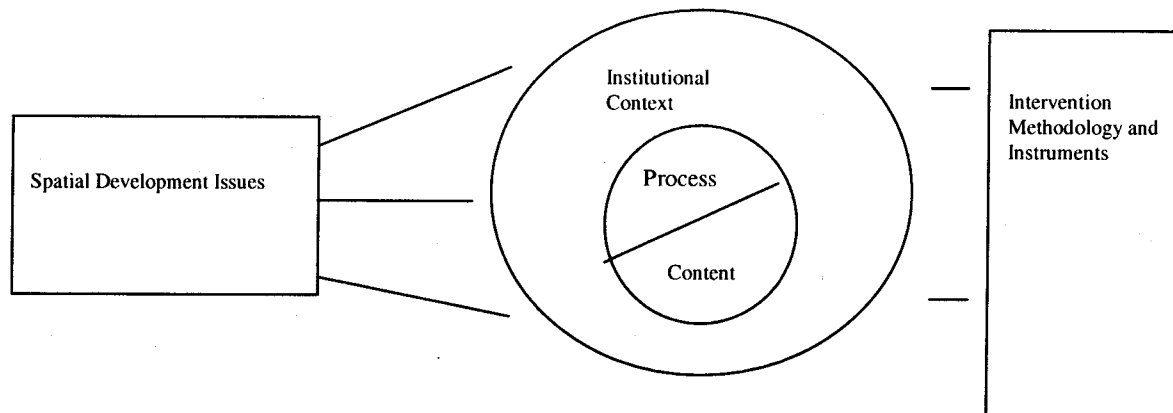 Spatial Development Issues
Institutional
Context
Process
Content
Intervention
Methodology and
Instruments